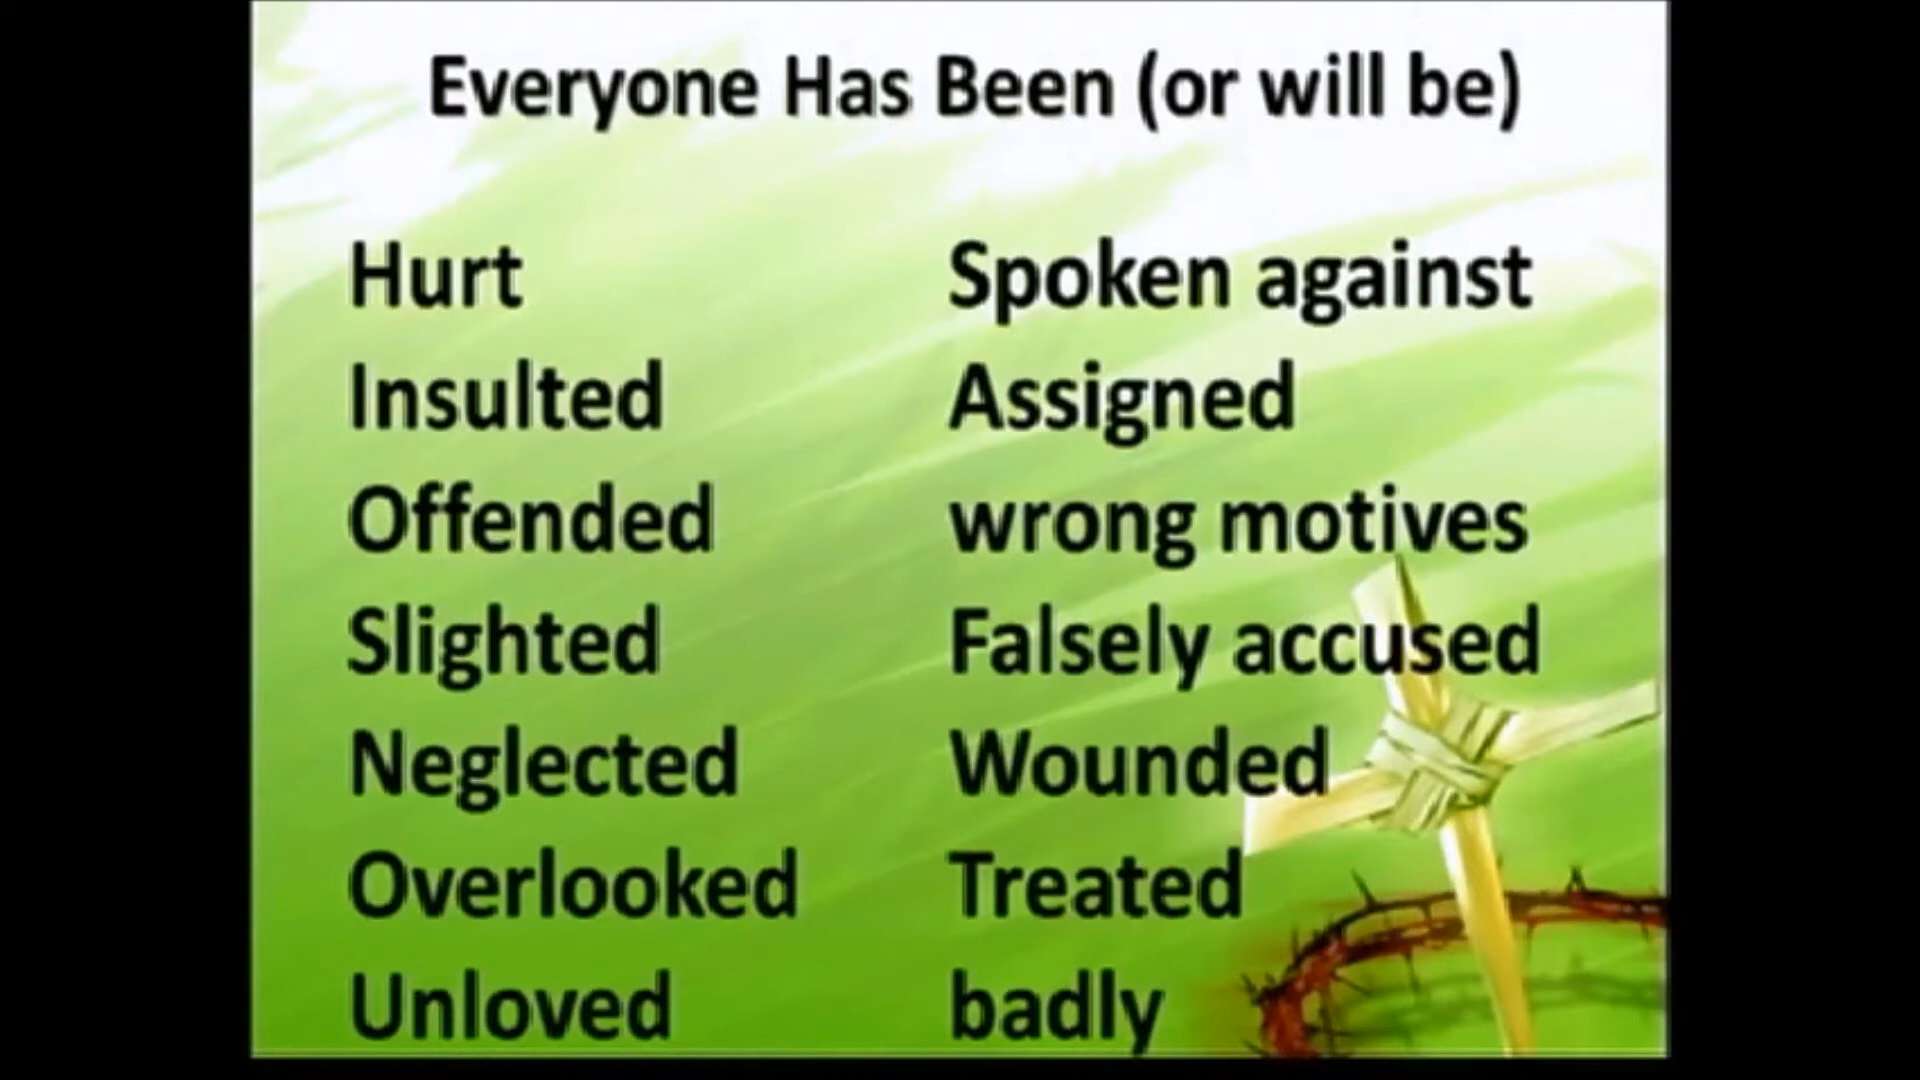 Everyone Has Been (or will be)
Hurt
Insulted
Offended
Slighted
Neglected
Overlooked
Unloved
Spoken against
Assigned
wrong motives
Falsely accused
Wounded
Treated
badly